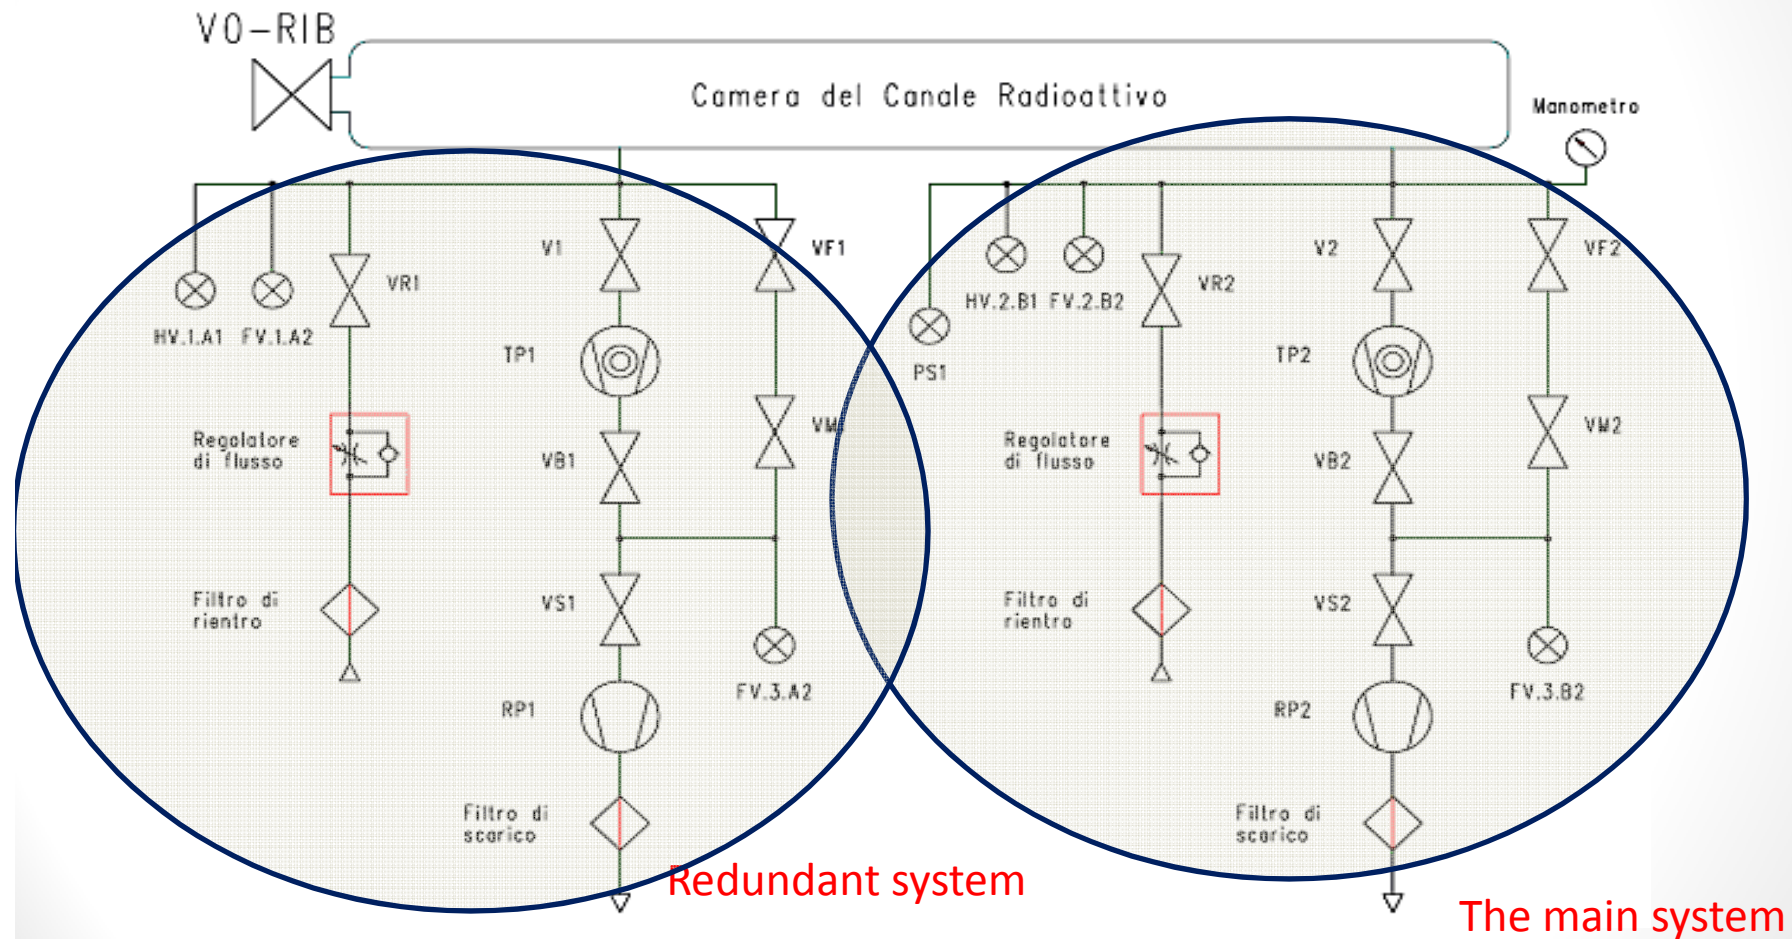 VO-RIB
Camera del Canale Radioattivo
Manometro
V1
VF1
V2
VF2
VR1
VR2
HV.1.A1
FV.1.A2
HV.2.B1
FV.2.B2
TP1
PS1
TP2
Regolatore
di flusso
VB1
VM
Regolatore
di flusso
VB2
VM2
Filtro di
rientro
VS1
Filtro di
rientro
VS2
FV.3.A2
FV.3.B2
RP1
RP2
Filtro di
scarico
Filtro di
scarico
Redundant system
The main system